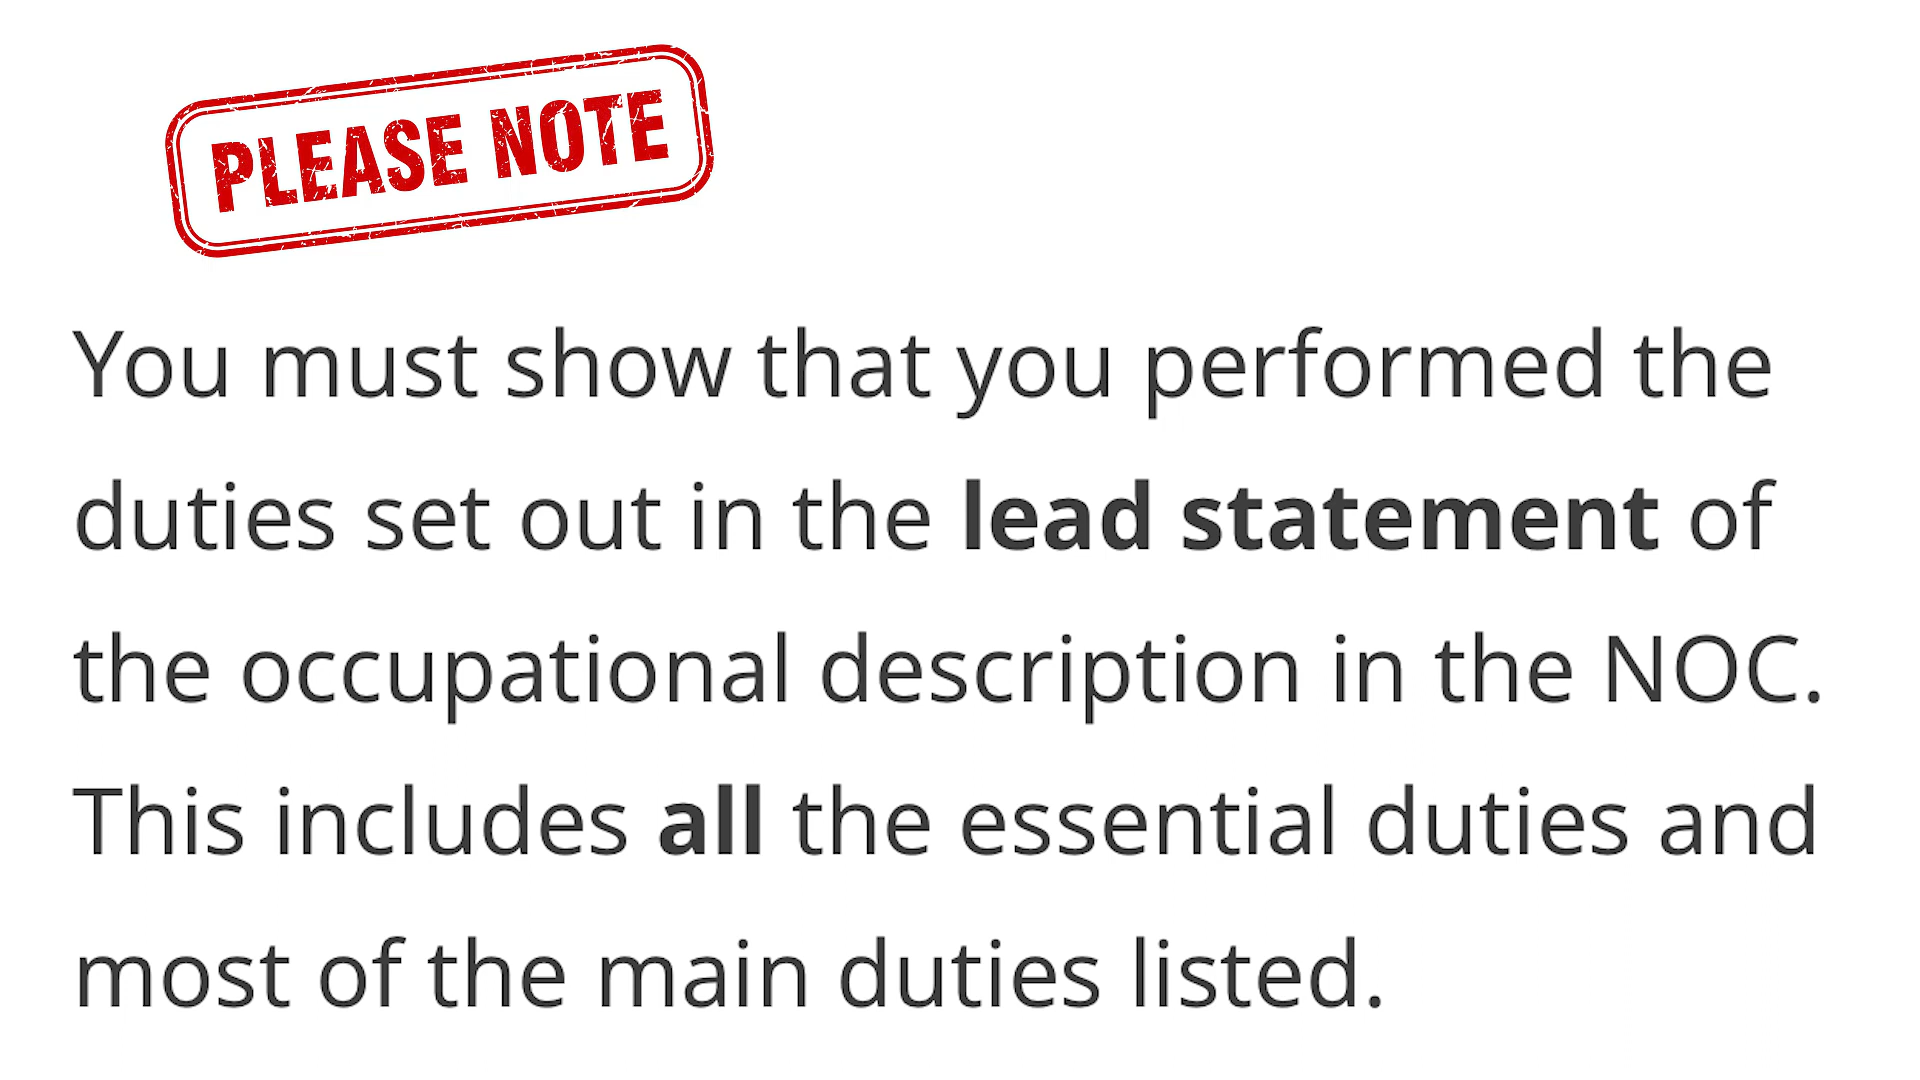 PLEASE NOTE
You must show that you performed the
duties set out in the lead statement of
the occupational description in the NOC.
This includes all the essential duties and
most of the main duties listed.